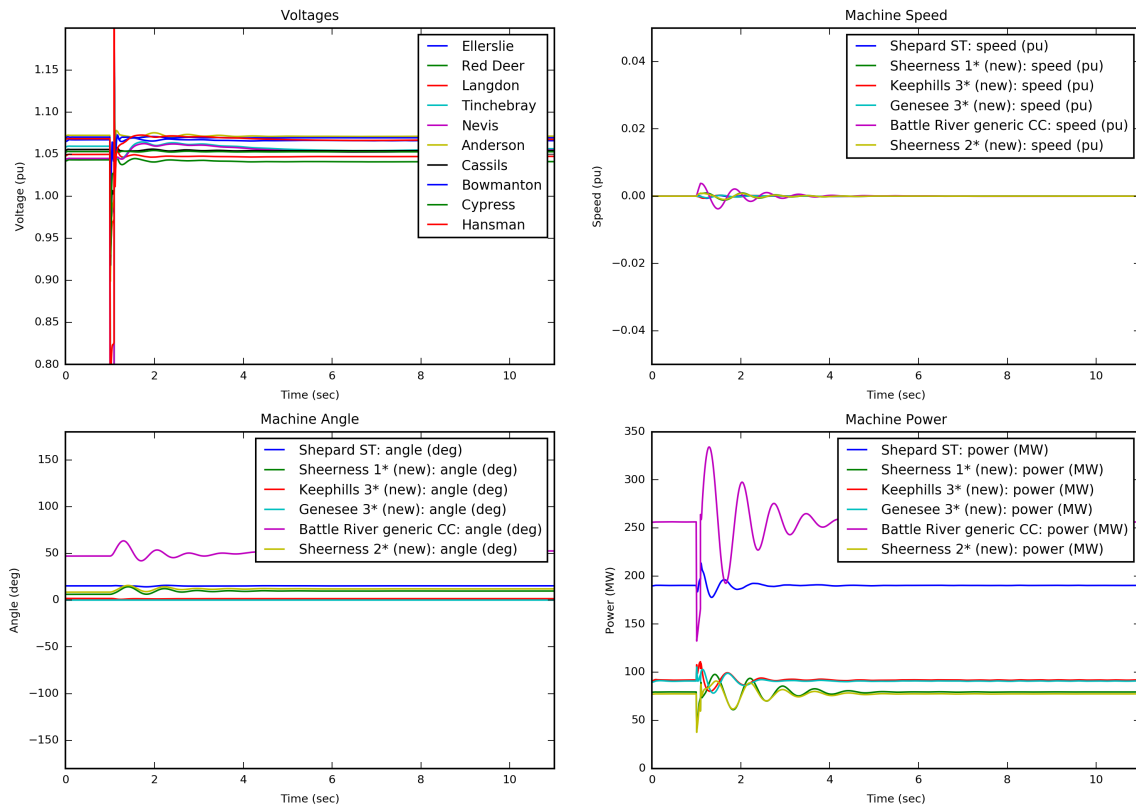 Voltages
1.15
1.10
1.05
1.00
0.95
0.90
0.85
0.80
Voltage (pu)
Ellerslie
Red Deer
Langdon
Tinchebray
Nevis
Anderson
Cassils
Bowmanton
Cypress
Hansman
0 2 4 6 8 10
Time (sec)
Machine Speed
0.04
0.02
0.00
−0.02
−0.04
Speed (pu)
Shepard ST: speed (pu)
Sheerness 1* (new): speed (pu)
Keephills 3* (new): speed (pu)
Genesee 3* (new): speed (pu)
Battle River generic CC: speed (pu)
Sheerness 2* (new): speed (pu)
0 2 4 6 8 10
Time (sec)
Machine Angle
150
100
50
0
−50
−100
−150
Angle (deg)
Shepard ST: angle (deg)
Sheerness 1* (new): angle (deg)
Keephills 3* (new): angle (deg)
Genesee 3* (new): angle (deg)
Battle River generic CC: angle (deg)
Sheerness 2* (new): angle (deg)
0 2 4 6 8 10
Time (sec)
Machine Power
350
300
250
200
150
100
50
0
Power (MW)
Shepard ST: power (MW)
Sheerness 1* (new): power (MW)
Keephills 3* (new): power (MW)
Genesee 3* (new): power (MW)
Battle River generic CC: power (MW)
Sheerness 2* (new): power (MW)
0 2 4 6 8 10
Time (sec)